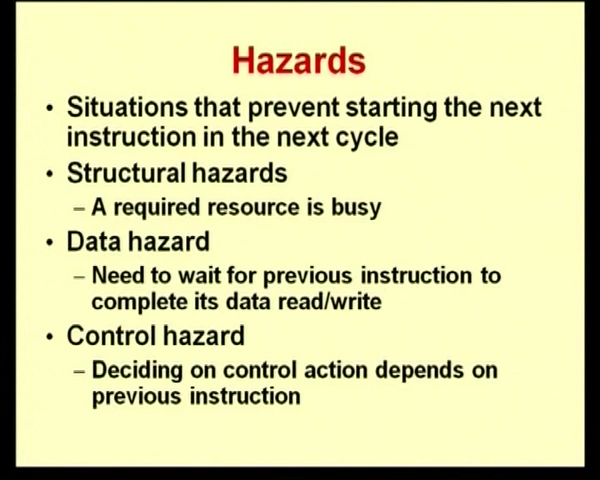 Hazards
• Situations that prevent starting the next
instruction in the next cycle
• Structural hazards
– A required resource is busy
• Data hazard
– Need to wait for previous instruction to
complete its data read/write
• Control hazard
– Deciding on control action depends on
previous instruction